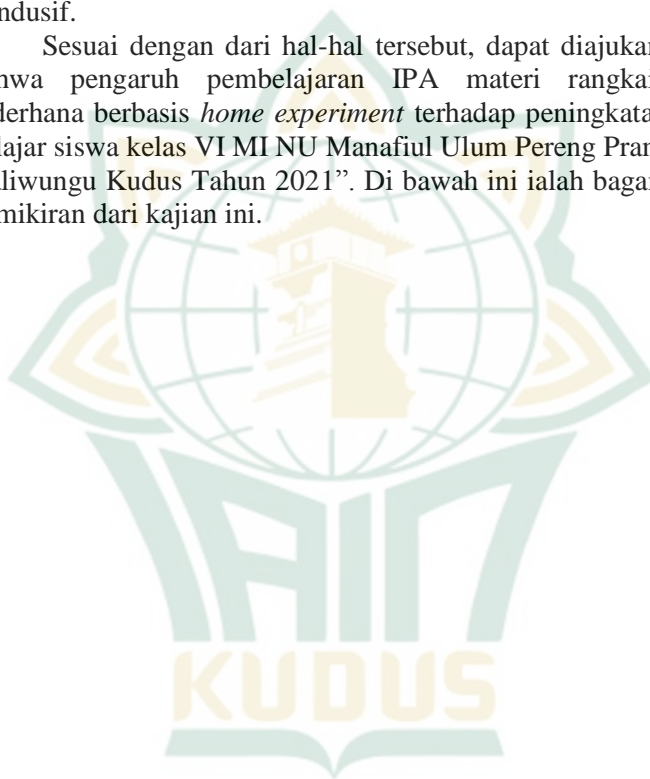 ndusif.
Sesuai dengan dari hal-hal tersebut, dapat diajukan
hwa pengaruh pembelajaran IPA materi rangkai
derhana berbasis home experiment terhadap peningkata
lajar siswa kelas VI MI NU Manafiul Ulum Pereng Pran
aliwungu Kudus Tahun 2021”. Di bawah ini ialah bagan
mikiran dari kajian ini.
IAIN
KUDUS